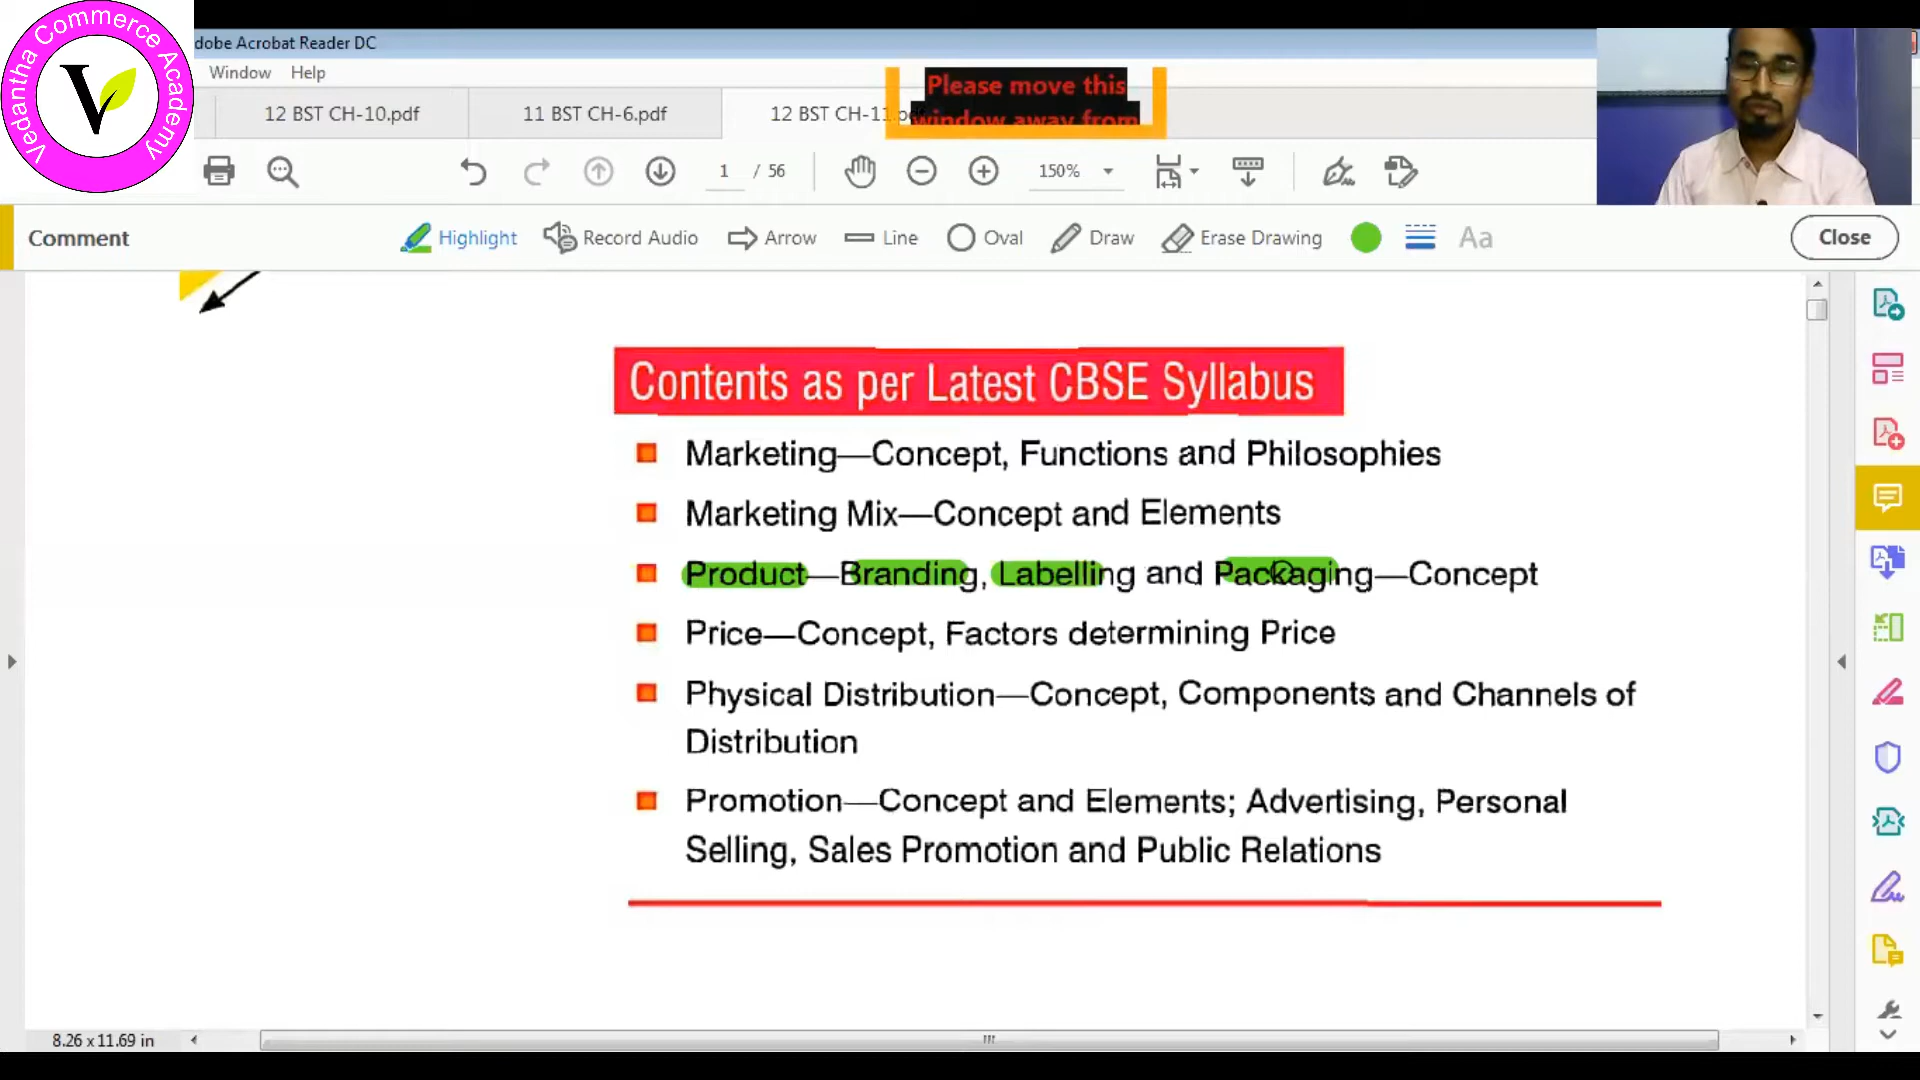 Vedantha Commerce Academy
V
dobe Acrobat Reader DC
Window Help
12 BST CH-10.pdf 11 BST CH-6.pdf 12 BST CH-11.
Please move this
window away from
1 / 56 150%
Comment Highlight Record Audio Arrow Line Oval Draw Erase Drawing Aa Close
Contents as per Latest CBSE Syllabus
Marketing—Concept, Functions and Philosophies
Marketing Mix—Concept and Elements
Product—Branding, Labelling and Packaging—Concept
Price—Concept, Factors determining Price
Physical Distribution—Concept, Components and Channels of
Distribution
Promotion—Concept and Elements; Advertising, Personal
Selling, Sales Promotion and Public Relations
8.26 x 11.69 in